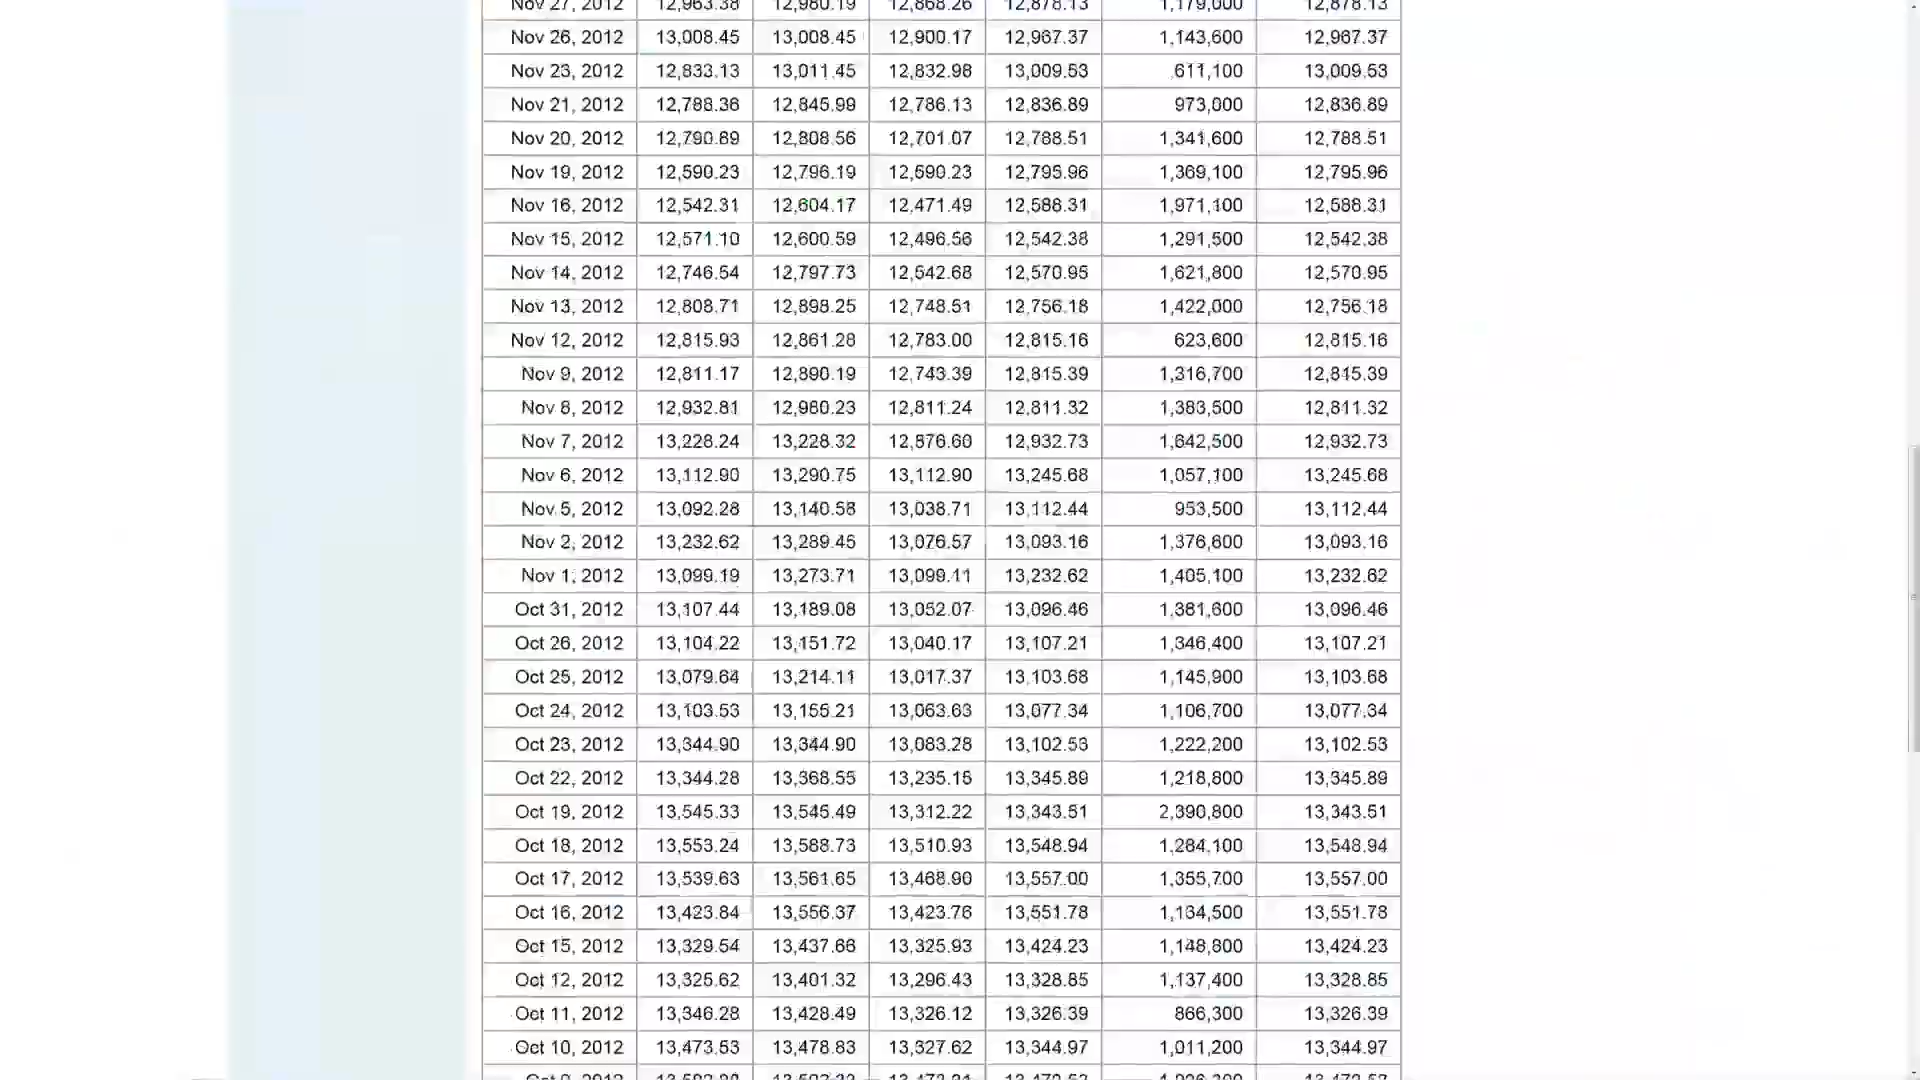 Nov 27, 2012 12,963.38 12,980.19 12,868.26 12,878.13 1,179,000 12,878.13
Nov 26, 2012 13,008.45 13,008.45 12,900.17 12,967.37 1,143,600 12,967.37
Nov 23, 2012 12,833.13 13,011.45 12,832.98 13,009.53 611,100 13,009.53
Nov 21, 2012 12,788.36 12,845.99 12,786.13 12,836.89 973,000 12,836.89
Nov 20, 2012 12,790.89 12,808.56 12,701.07 12,788.51 1,341,600 12,788.51
Nov 19, 2012 12,590.23 12,796.19 12,590.23 12,795.96 1,369,100 12,795.96
Nov 16, 2012 12,542.31 12,604.17 12,471.49 12,588.31 1,971,100 12,588.31
Nov 15, 2012 12,571.10 12,600.59 12,496.56 12,542.38 1,291,500 12,542.38
Nov 14, 2012 12,746.54 12,797.73 12,542.68 12,570.95 1,621,800 12,570.95
Nov 13, 2012 12,808.71 12,898.25 12,748.51 12,756.18 1,422,000 12,756.18
Nov 12, 2012 12,815.93 12,861.28 12,783.00 12,815.16 623,600 12,815.16
Nov 9, 2012 12,811.17 12,890.19 12,743.39 12,815.39 1,316,700 12,815.39
Nov 8, 2012 12,932.81 12,980.23 12,811.24 12,811.32 1,383,500 12,811.32
Nov 7, 2012 13,228.24 13,228.32 12,876.60 12,932.73 1,642,500 12,932.73
Nov 6, 2012 13,112.90 13,290.75 13,112.90 13,245.68 1,057,100 13,245.68
Nov 5, 2012 13,092.28 13,140.58 13,038.71 13,112.44 953,500 13,112.44
Nov 2, 2012 13,232.62 13,289.45 13,076.57 13,093.16 1,376,600 13,093.16
Nov 1, 2012 13,099.19 13,273.71 13,099.11 13,232.62 1,405,100 13,232.62
Oct 31, 2012 13,107.44 13,189.08 13,052.07 13,096.46 1,381,600 13,096.46
Oct 26, 2012 13,104.22 13,151.72 13,040.17 13,107.21 1,346,400 13,107.21
Oct 25, 2012 13,079.64 13,214.11 13,017.37 13,103.68 1,145,900 13,103.68
Oct 24, 2012 13,103.53 13,155.21 13,063.63 13,077.34 1,106,700 13,077.34
Oct 23, 2012 13,344.90 13,344.90 13,083.28 13,102.53 1,222,200 13,102.53
Oct 22, 2012 13,344.28 13,368.55 13,235.15 13,345.89 1,218,800 13,345.89
Oct 19, 2012 13,545.33 13,545.49 13,312.22 13,343.51 2,390,800 13,343.51
Oct 18, 2012 13,553.24 13,588.73 13,510.93 13,548.94 1,284,100 13,548.94
Oct 17, 2012 13,539.63 13,561.65 13,468.90 13,557.00 1,355,700 13,557.00
Oct 16, 2012 13,423.84 13,556.37 13,423.76 13,551.78 1,134,500 13,551.78
Oct 15, 2012 13,329.54 13,437.66 13,325.93 13,424.23 1,148,800 13,424.23
Oct 12, 2012 13,325.62 13,401.32 13,296.43 13,328.85 1,137,400 13,328.85
Oct 11, 2012 13,346.28 13,428.49 13,326.12 13,326.39 866,300 13,326.39
Oct 10, 2012 13,473.53 13,478.83 13,327.62 13,344.97 1,011,200 13,344.97
Oct 9, 2012